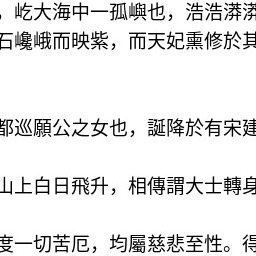 ，屹大海中一孤嶼也，浩浩漭漭
石巉峨而映紫，而天妃熏修於其
都巡願公之女也，誕降於有宋建
山上白日飛升，相傳謂大士轉身
度一切苦厄，均屬慈悲至性。得